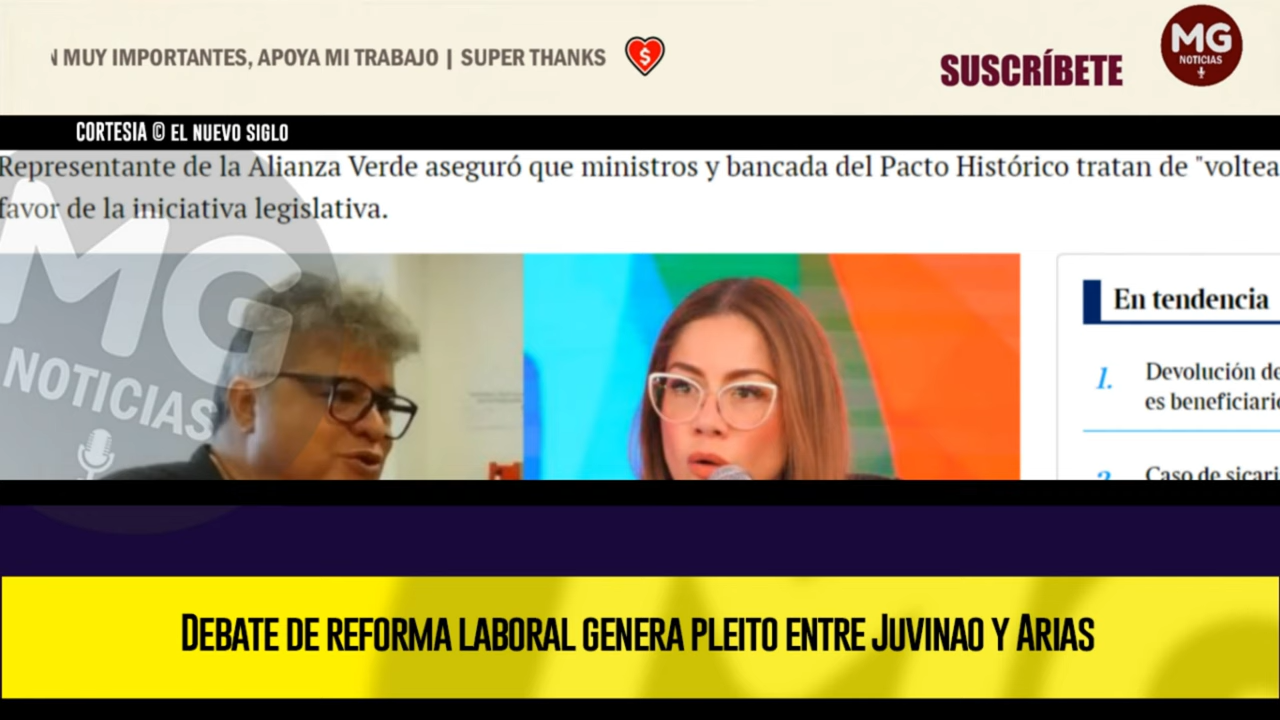 N MUY IMPORTANTES, APOYA MI TRABAJO | SUPER THANKS
SUSCRÍBETE
MG
NOTICIAS
CORTESIA © EL NUEVO SIGLO
Representante de la Alianza Verde aseguró que ministros y bancada del Pacto Histórico tratan de "voltea
favor de la iniciativa legislativa.
MG
NOTICIAS
En tendencia
1. Devolución de
es beneficiario
2. Caso de sicari
DEBATE DE REFORMA LABORAL GENERA PLEITO ENTRE JUVINAO Y ARIAS